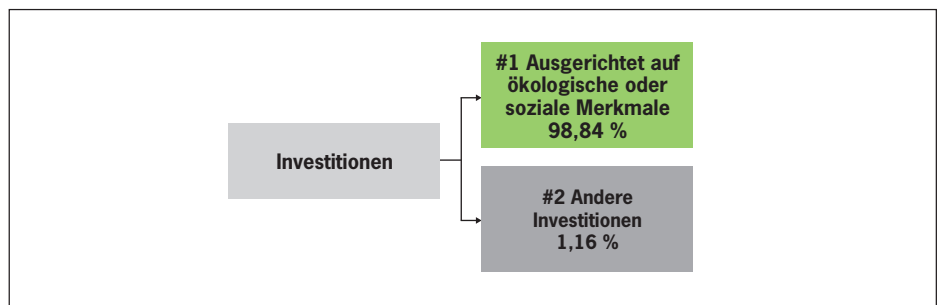 Investitionen
#1 Ausgerichtet auf
ökologische oder
soziale Merkmale
98,84 %
#2 Andere
Investitionen
1,16 %